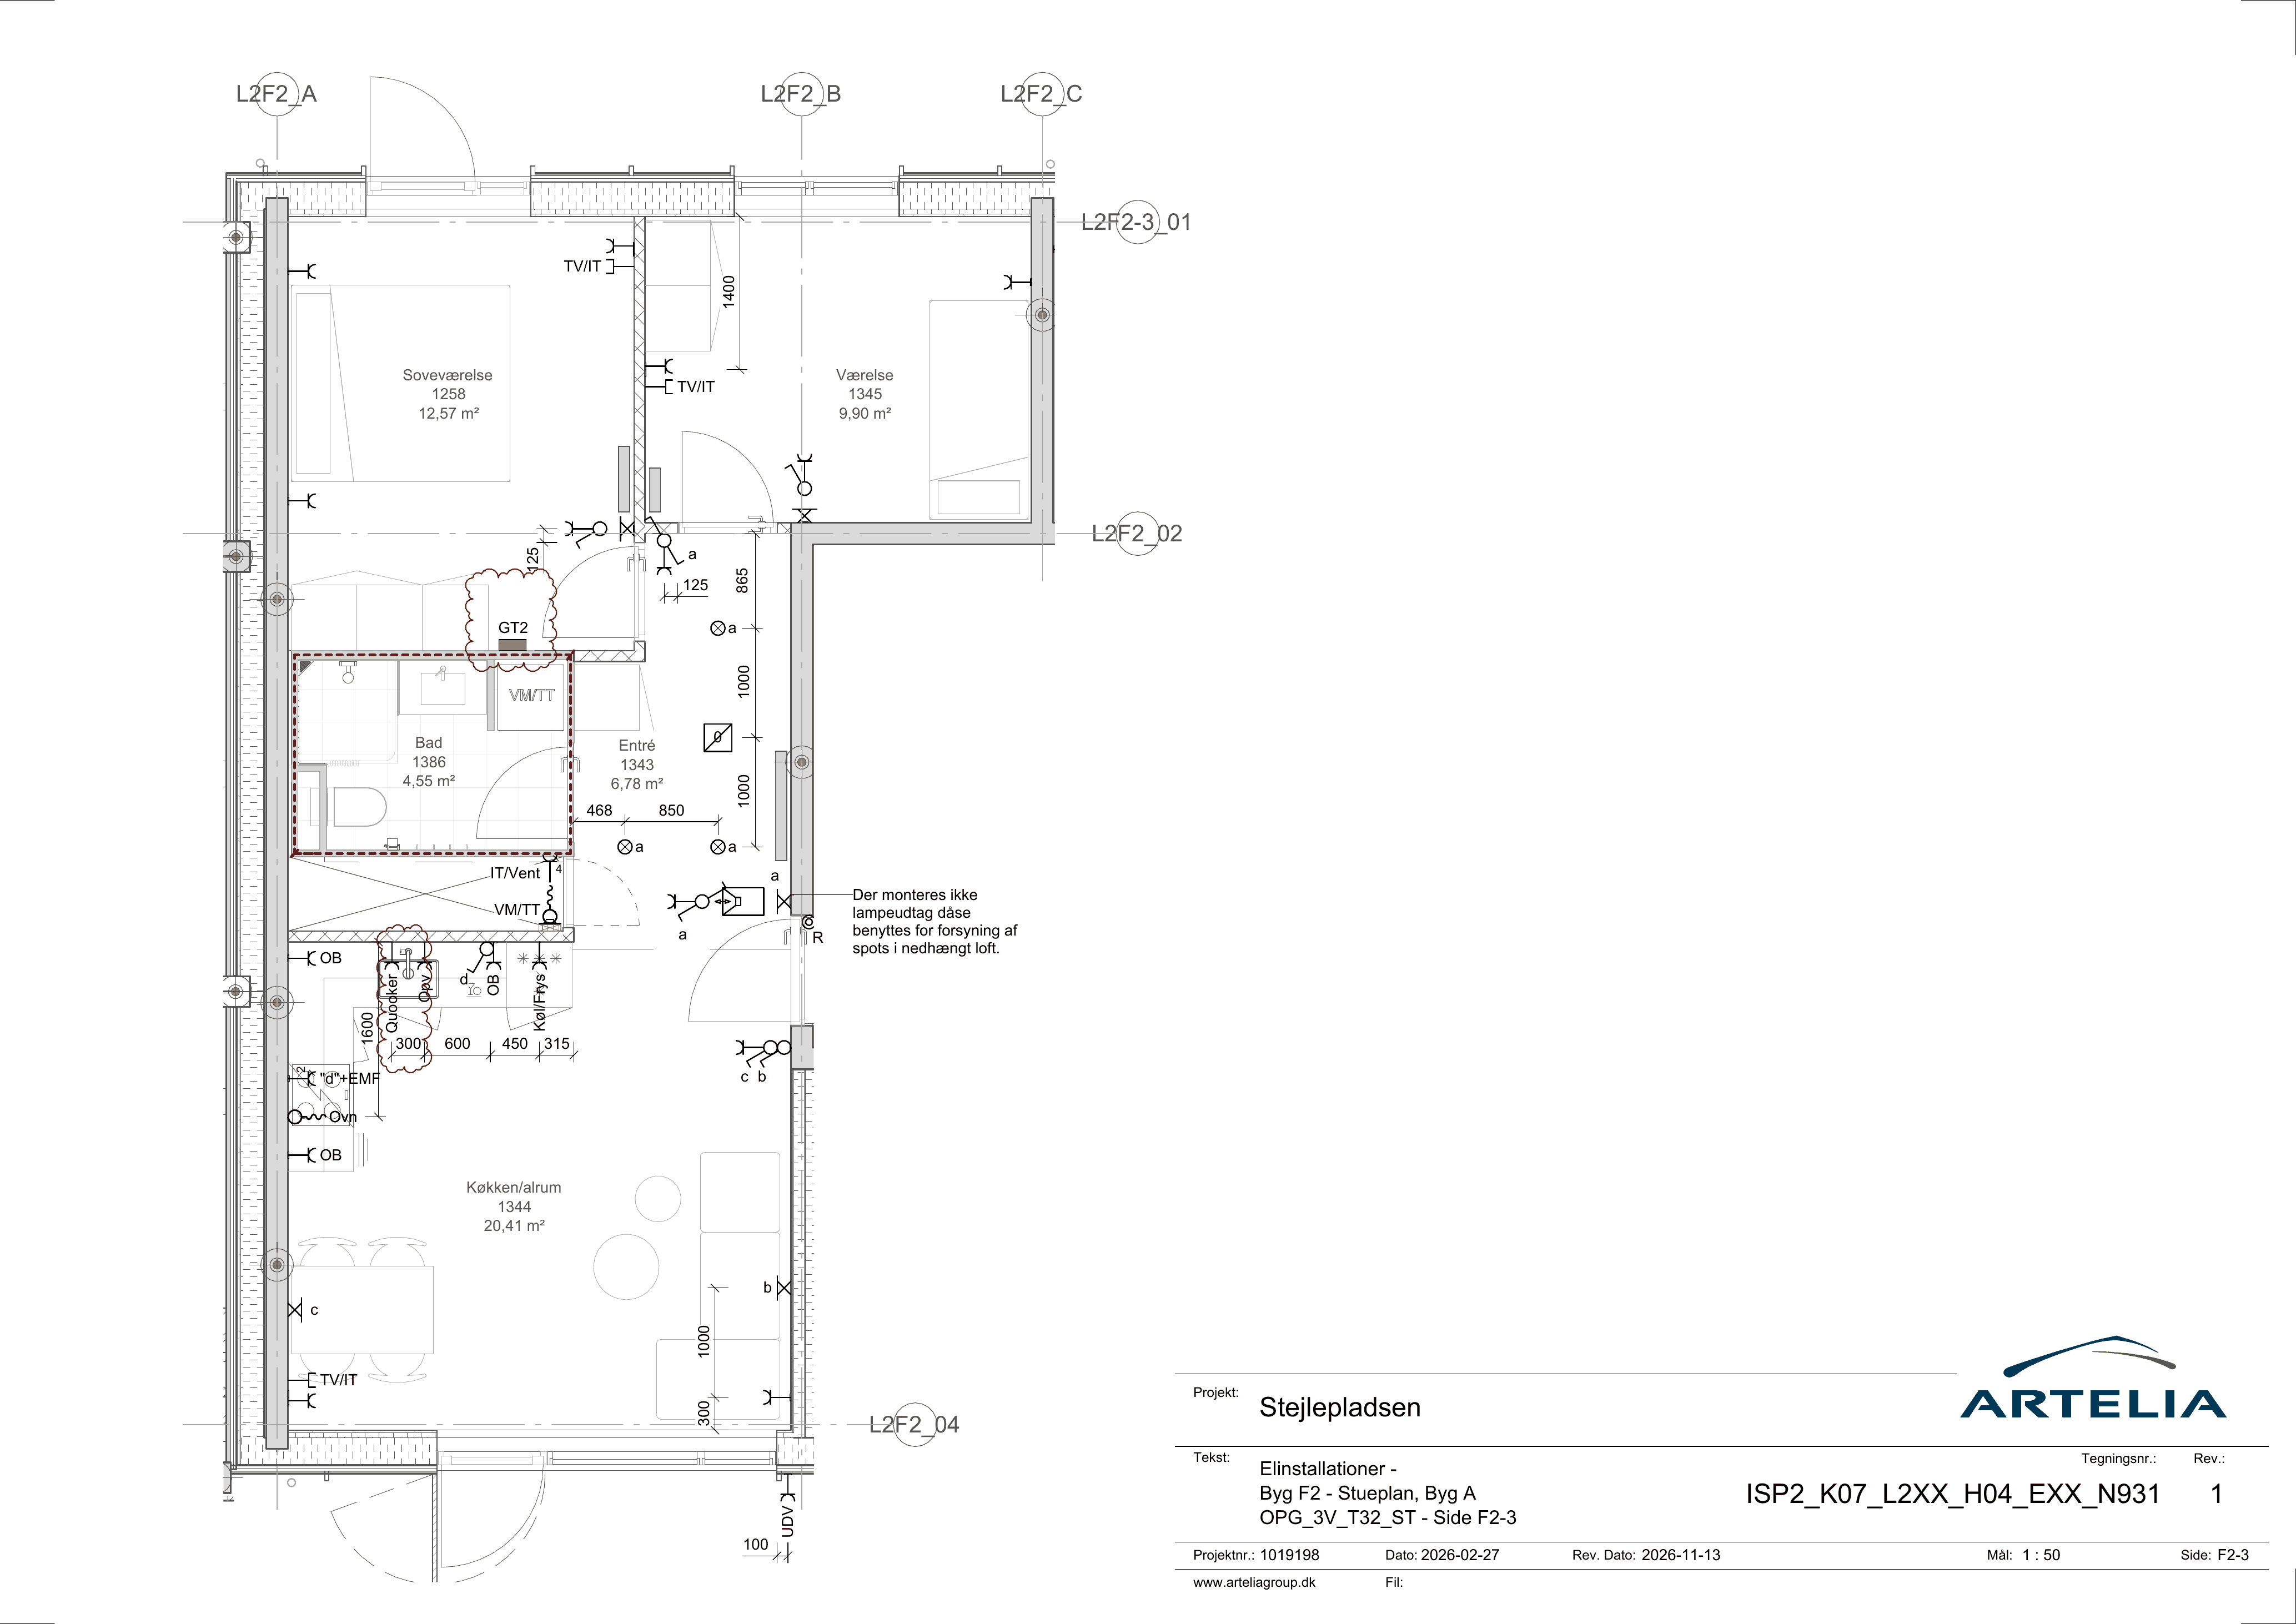 L2F2_A
L2F2_B
L2F2_C
L2F2-3_01
TV/IT
1400
Soveværelse
1258
12,57 m²
TV/IT
Værelse
1345
9,90 m²
L2F2_02
125
a
125
865
GT2
a
1000
VM/TT
Bad
1386
4,55 m²
Entré
1343
6,78 m²
0
1000
468
850
a
a
IT/Vent
4
VM/TT
a
a
R
Der monteres ikke
lampeudtag dåse
benyttes for forsyning af
spots i nedhængt loft.
OB
Quooker
Opv
d
OB
Køl/Frys
1600
300
600
450
315
c b
2
"d"+EMF
Ovn
OB
Køkken/alrum
1344
20,41 m²
b
c
1000
TV/IT
300
L2F2_04
UDV
100
Projekt:
Stejlepladsen
ARTELIA
Tekst:
Elinstallationer -
Byg F2 - Stueplan, Byg A
OPG_3V_T32_ST - Side F2-3
Tegningsnr.:
Rev.:
ISP2_K07_L2XX_H04_EXX_N931
1
Projektnr.: 1019198
Dato: 2026-02-27
Rev. Dato: 2026-11-13
Mål: 1 : 50
Side: F2-3
www.arteliagroup.dk
Fil: